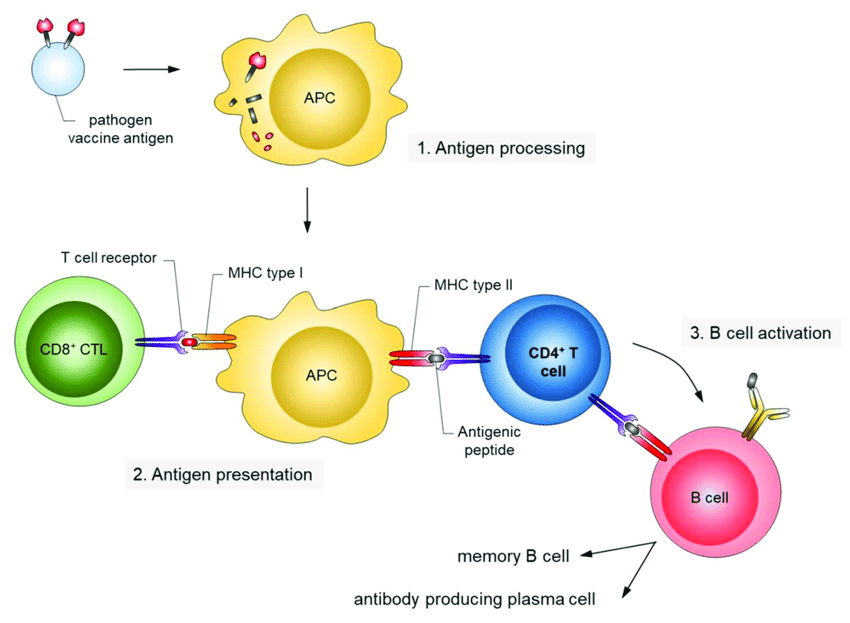 APC
pathogen
vaccine antigen
1. Antigen processing
T cell receptor
MHC type I
MHC type II
3. B cell activation
CD8⁺ CTL
APC
CD4⁺ T
cell
Antigenic
peptide
2. Antigen presentation
B cell
memory B cell
antibody producing plasma cell